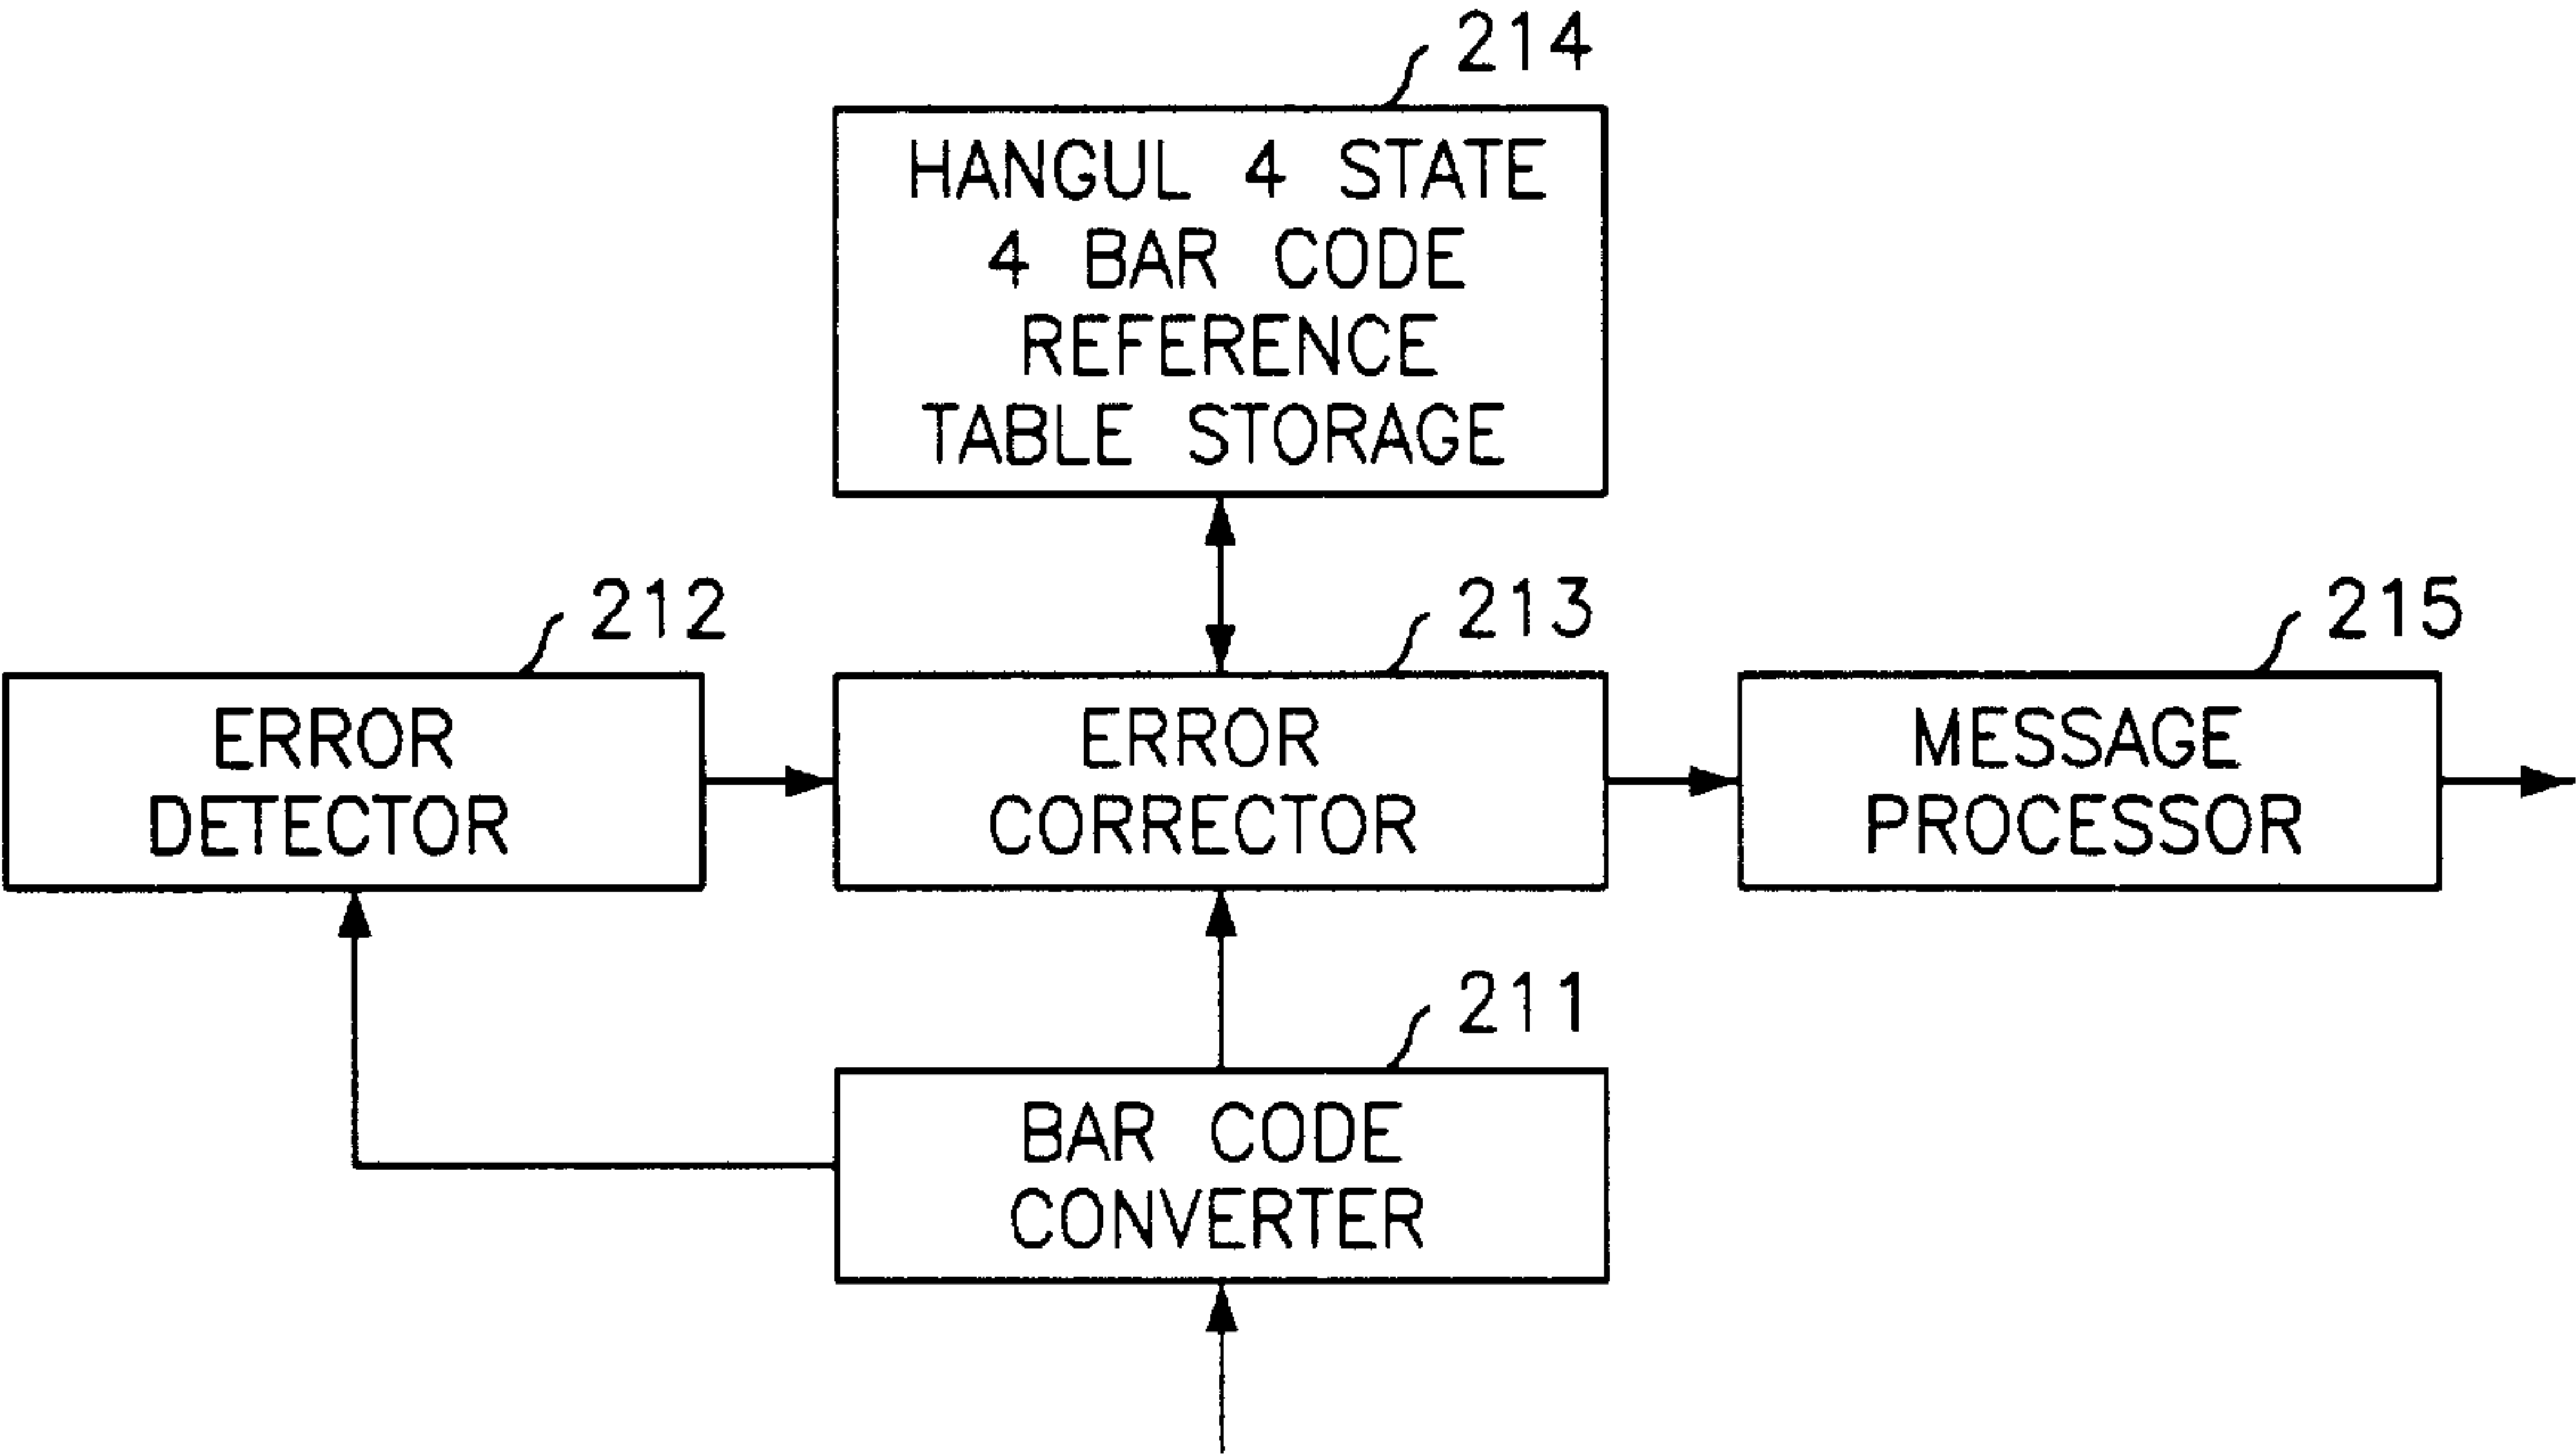 214
HANGUL 4 STATE
4 BAR CODE
REFERENCE
TABLE STORAGE
212
ERROR
DETECTOR
213
ERROR
CORRECTOR
215
MESSAGE
PROCESSOR
211
BAR CODE
CONVERTER